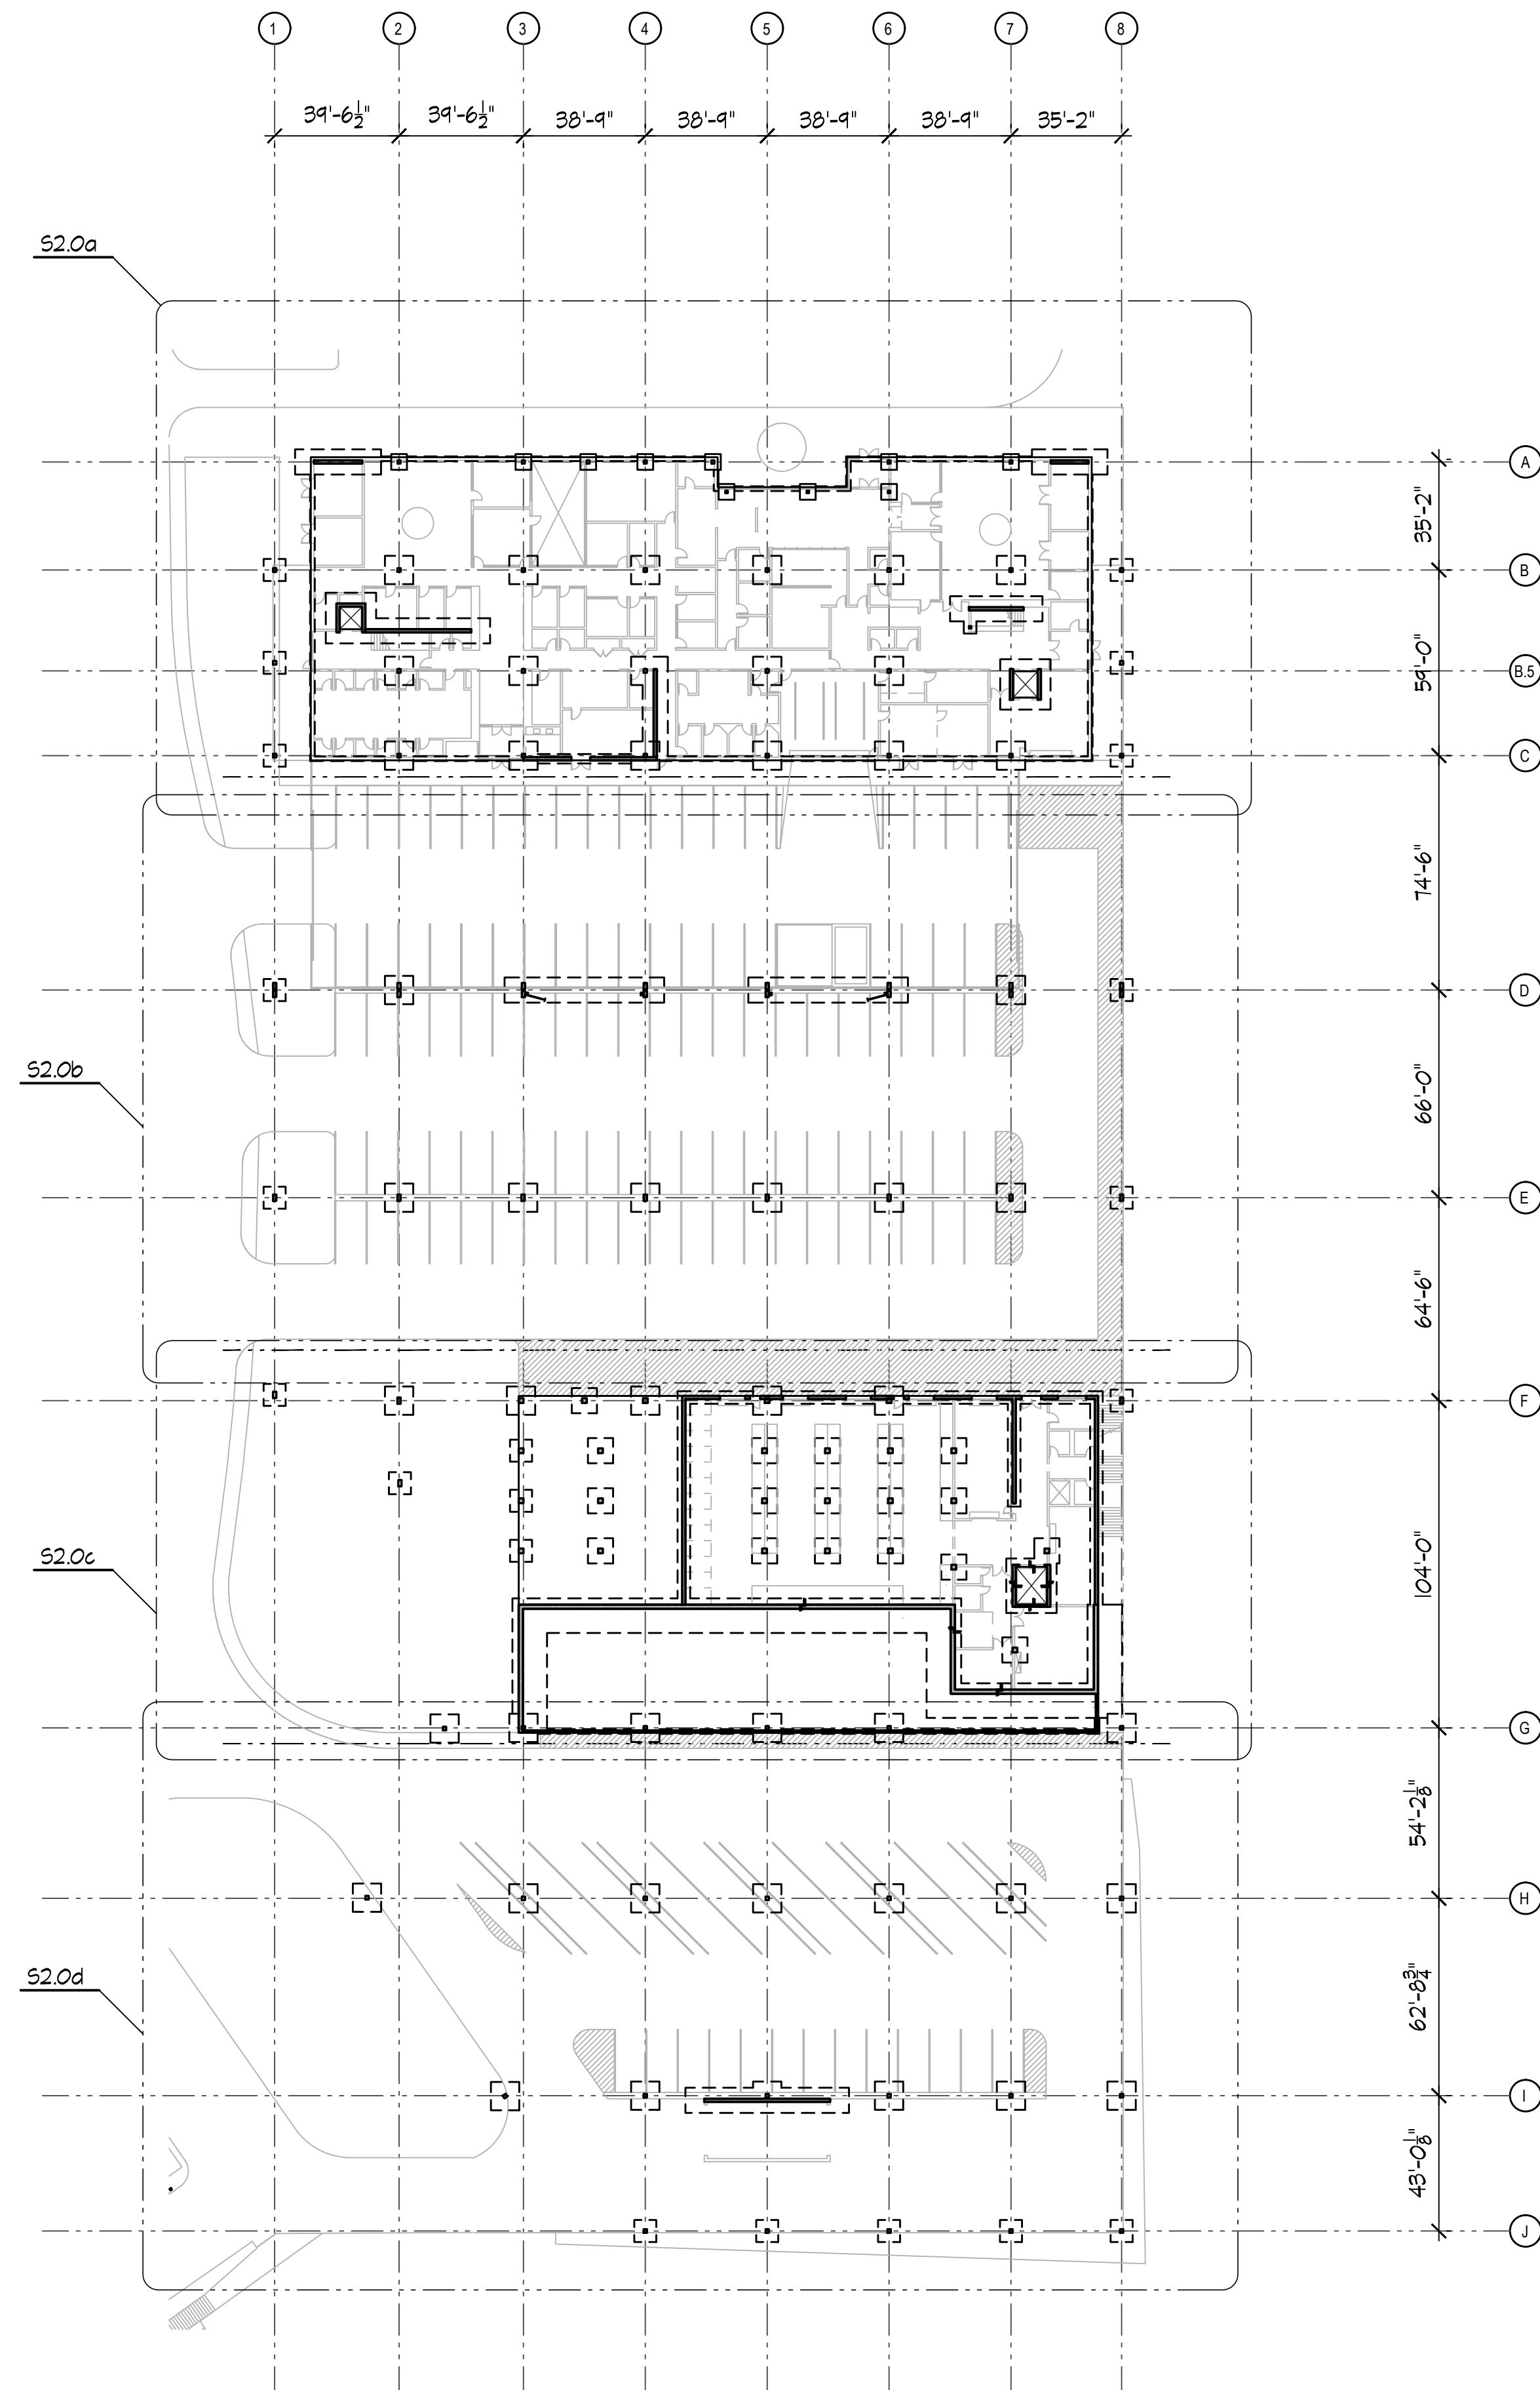 1 2 3 4 5 6 7 8
39'-6½" 39'-6½" 38'-9" 38'-9" 38'-9" 38'-9" 35'-2"
S2.0a
A
35'-2"
B
59'-0"
B.5
C
74'-6"
D
S2.0b
66'-0"
E
64'-6"
F
S2.0c
104'-0"
G
54'-2⅛"
H
S2.0d
62'-8¾"
I
43'-0⅛"
J